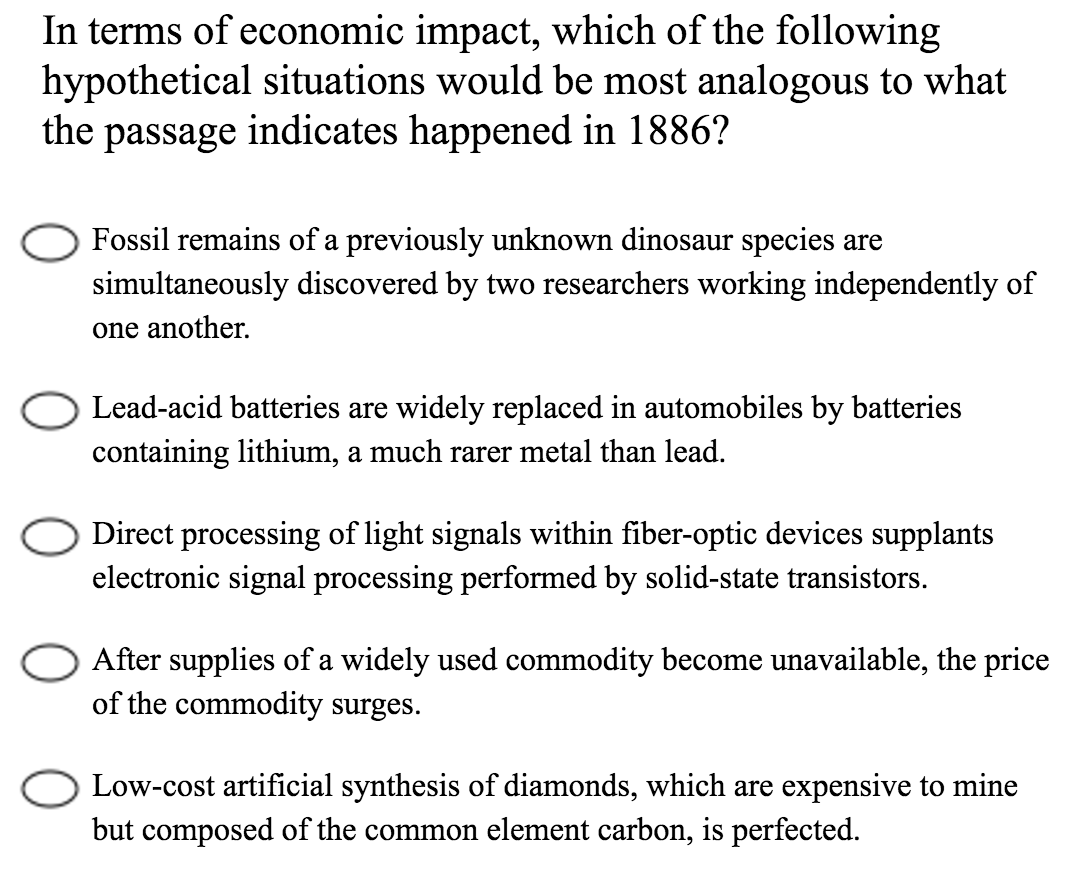 In terms of economic impact, which of the following
hypothetical situations would be most analogous to what
the passage indicates happened in 1886?
Fossil remains of a previously unknown dinosaur species are
simultaneously discovered by two researchers working independently of
one another.
Lead-acid batteries are widely replaced in automobiles by batteries
containing lithium, a much rarer metal than lead.
Direct processing of light signals within fiber-optic devices supplants
electronic signal processing performed by solid-state transistors.
After supplies of a widely used commodity become unavailable, the price
of the commodity surges.
Low-cost artificial synthesis of diamonds, which are expensive to mine
but composed of the common element carbon, is perfected.